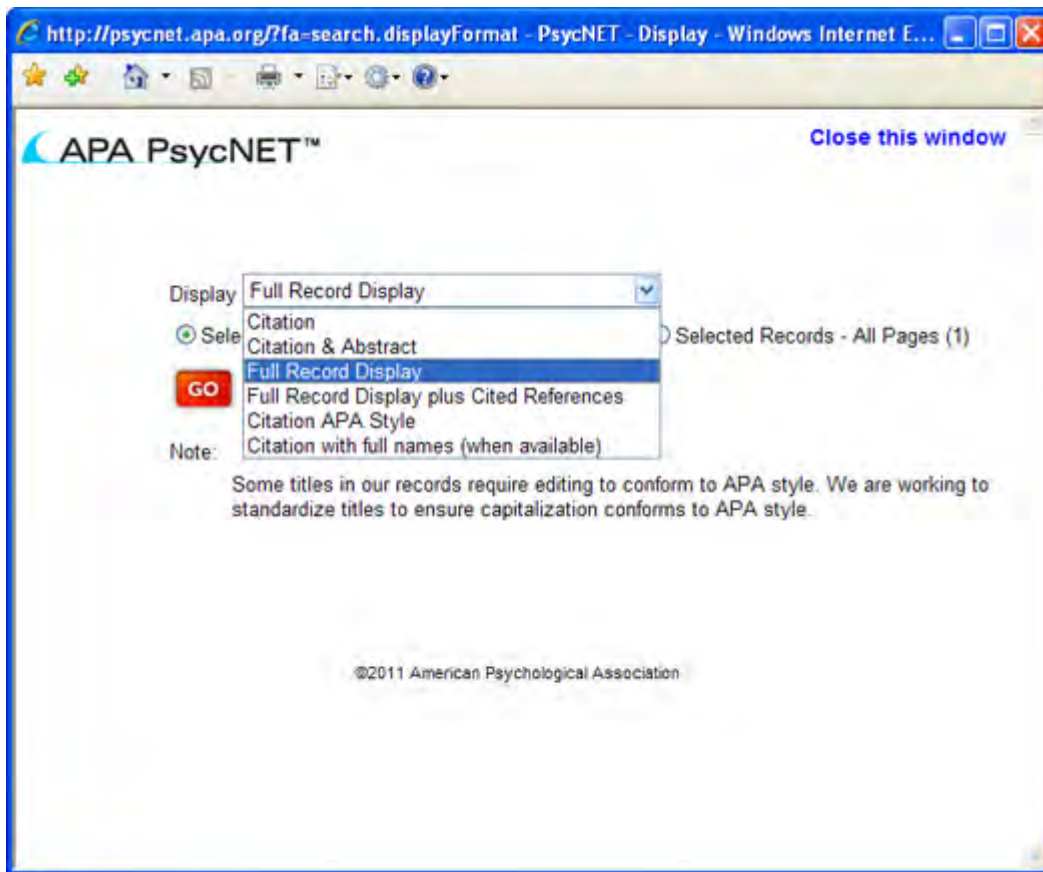 http://psycnet.apa.org/?fa=search.displayFormat - PsycNET - Display - Windows Internet E...
APA PsycNET™
Close this window
Display Full Record Display
Citation
Sele
Selected Records - All Pages (1)
Citation & Abstract
Full Record Display
GO
Full Record Display plus Cited References
Citation APA Style
Note: Citation with full names (when available)
Some titles in our records require editing to conform to APA style. We are working to
standardize titles to ensure capitalization conforms to APA style.
©2011 American Psychological Association